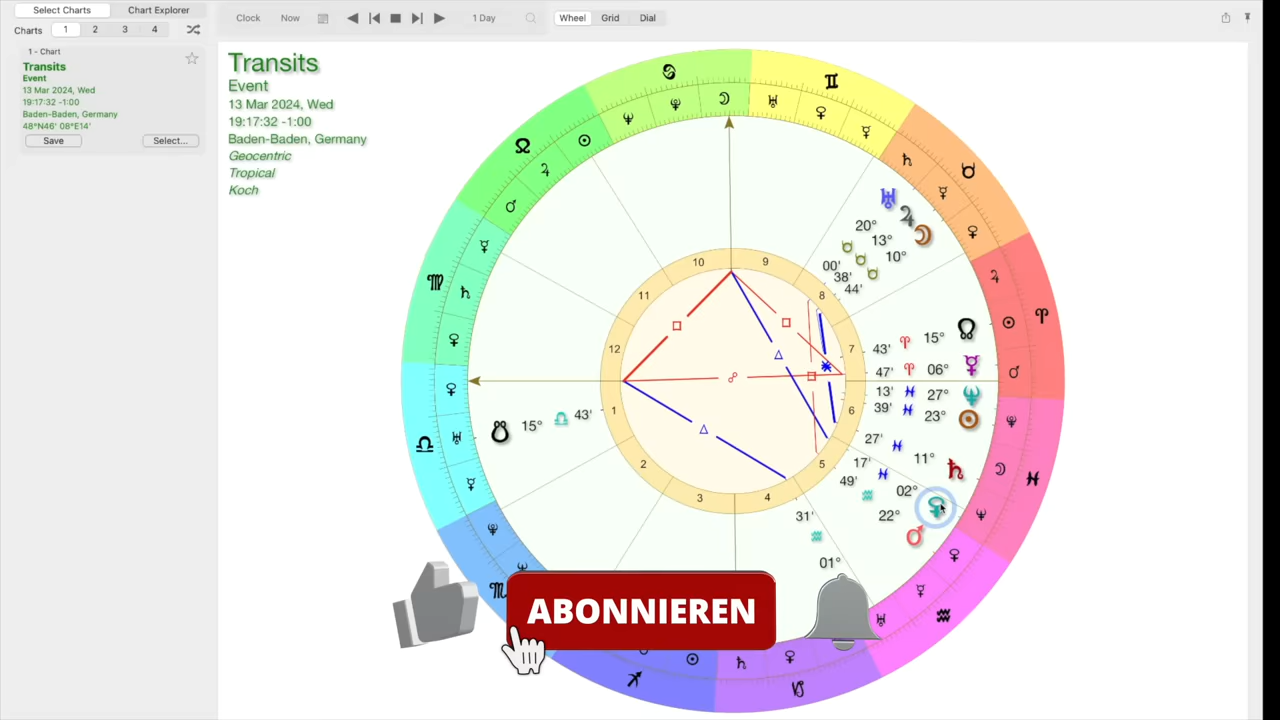 Select Charts
Chart Explorer
Charts 1 2 3 4
Clock Now
1 Day
Wheel Grid Dial
1 - Chart
Transits
Event
13 Mar 2024, Wed
19:17:32 -1:00
Baden-Baden, Germany
48°N46' 08°E14'
Save
Select...
Transits
Event
13 Mar 2024, Wed
19:17:32 -1:00
Baden-Baden, Germany
Geocentric
Tropical
Koch
♋ ♊
♌ ♉
♍ ♈
♎ ♓
♏ ♒
♐ ♑
10 9
11 8
12 7
1 6
2 5
3 4
20° 00'
13° 38'
10° 44'
43' ♈ 15°
47' ♈ 06°
13' ♓ 27°
39' ♓ 23°
27' ♓ 11°
17' ♓ 02°
49' ♒ 22°
31' ♒ 01°
15° ♎ 43'
ABONNIEREN